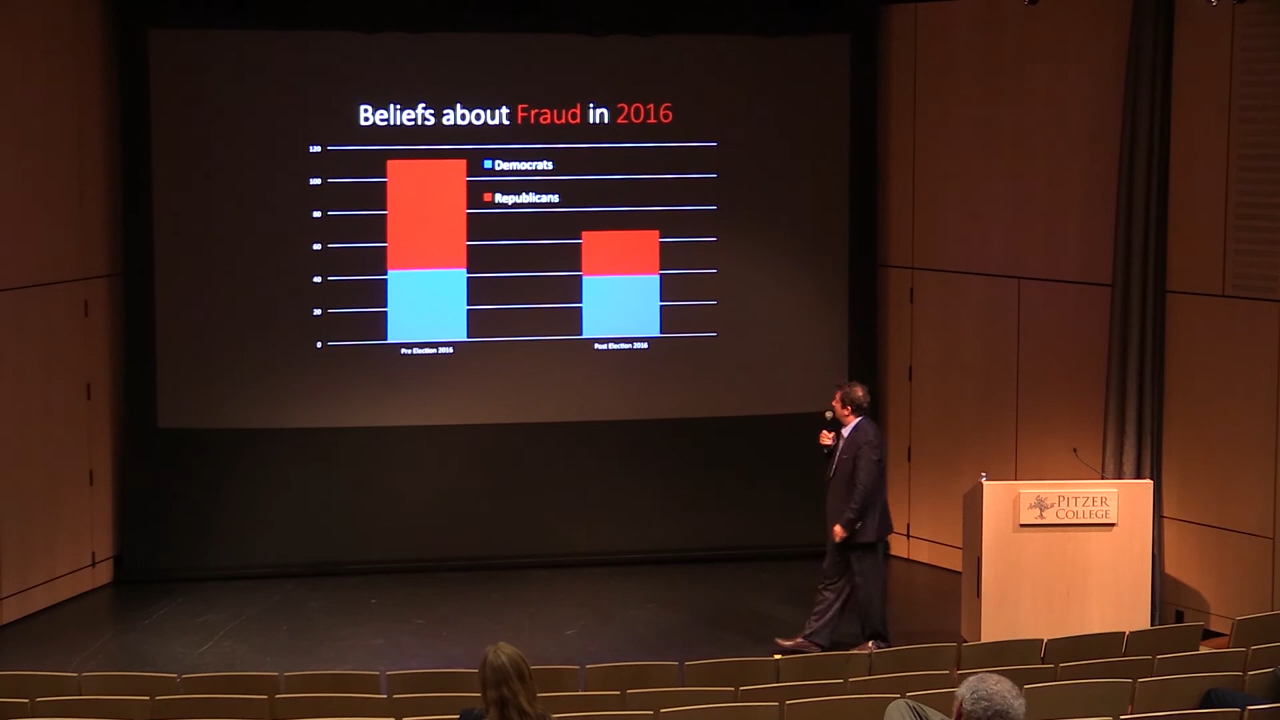 Beliefs about Fraud in 2016
120
Democrats
100
Republicans
80
60
40
20
0
Pre Election 2016
Post Election 2016
PITZER
COLLEGE